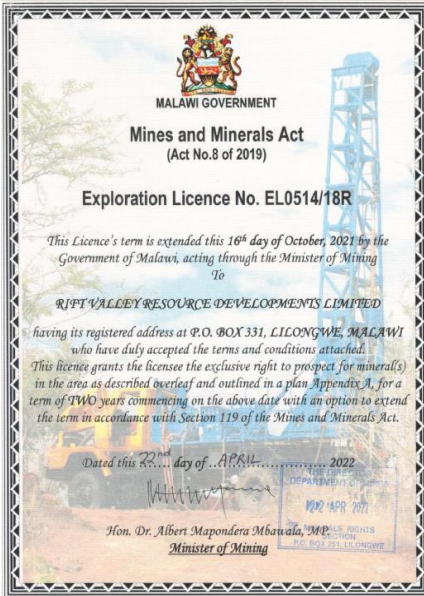 MALAWI GOVERNMENT
Mines and Minerals Act
(Act No.8 of 2019)
Exploration Licence No. EL0514/18R
This Licence's term is extended this 16th day of October, 2021 by the
Government of Malawi, acting through the Minister of Mining
To
RIFT VALLEY RESOURCE DEVELOPMENTS LIMITED
having its registered address at P.O. BOX 331, LILONGWE, MALAWI
who have duly accepted the terms and conditions attached.
This licence grants the licensee the exclusive right to prospect for mineral(s)
in the area as described overleaf and outlined in a plan Appendix A, for a
term of TWO years commencing on the above date with an option to extend
the term in accordance with Section 119 of the Mines and Minerals Act.
Dated this 22nd day of APRIL 2022
DEPARTMENT OF
APR
RIGHTS
SECTION
P.O. BOX 251, LILONGWE
Hon. Dr. Albert Mapondera Mbawala, MP.
Minister of Mining